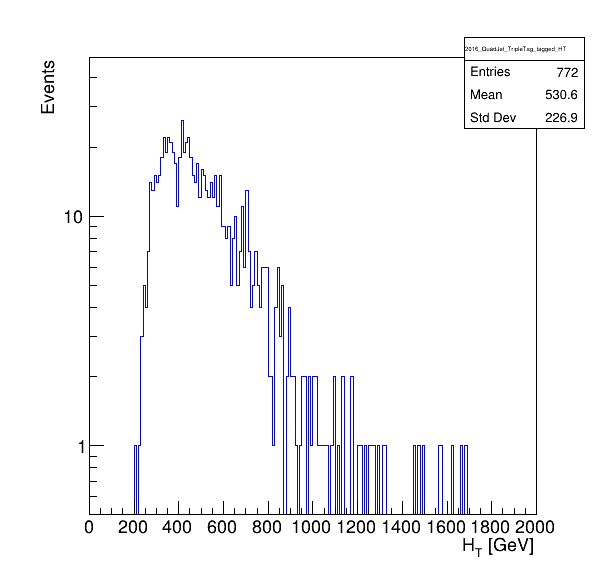 2016_QuadJet_TripleTag_tagged_HT
Entries 772
Mean 530.6
Std Dev 226.9
Events
10
1
0 200 400 600 800 1000 1200 1400 1600 1800 2000
H_T [GeV]